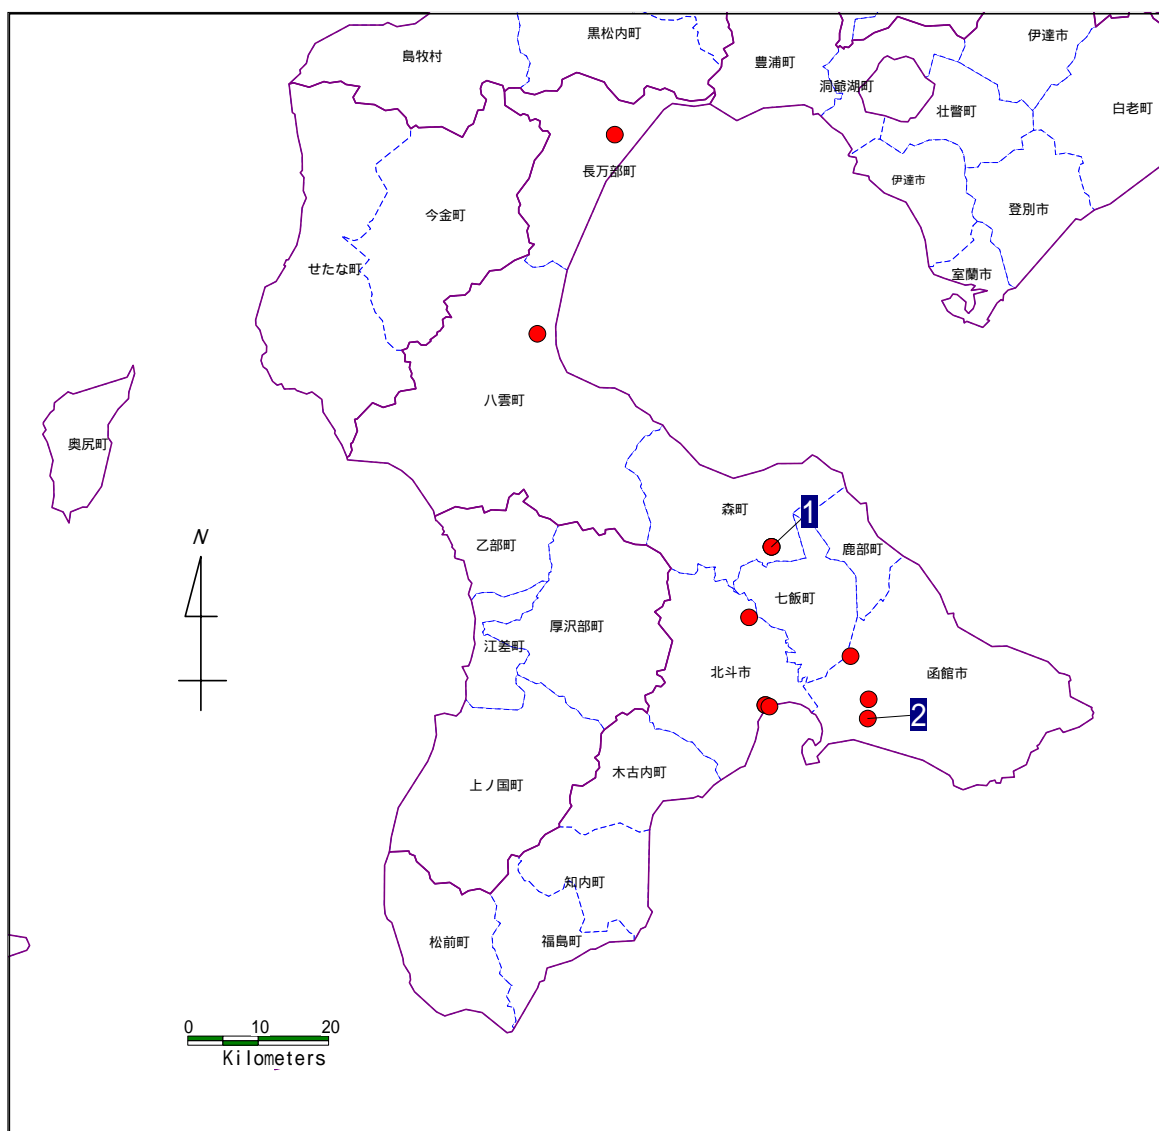 黒松内町
伊達市
島牧村
豊浦町
洞爺湖町
壮瞥町
白老町
長万部町
伊達市
登別市
今金町
せたな町
室蘭市
八雲町
奥尻町
森町
1
N
乙部町
鹿部町
七飯町
厚沢部町
江差町
北斗市
函館市
2
木古内町
上ノ国町
知内町
松前町
福島町
0 10 20
Kilometers